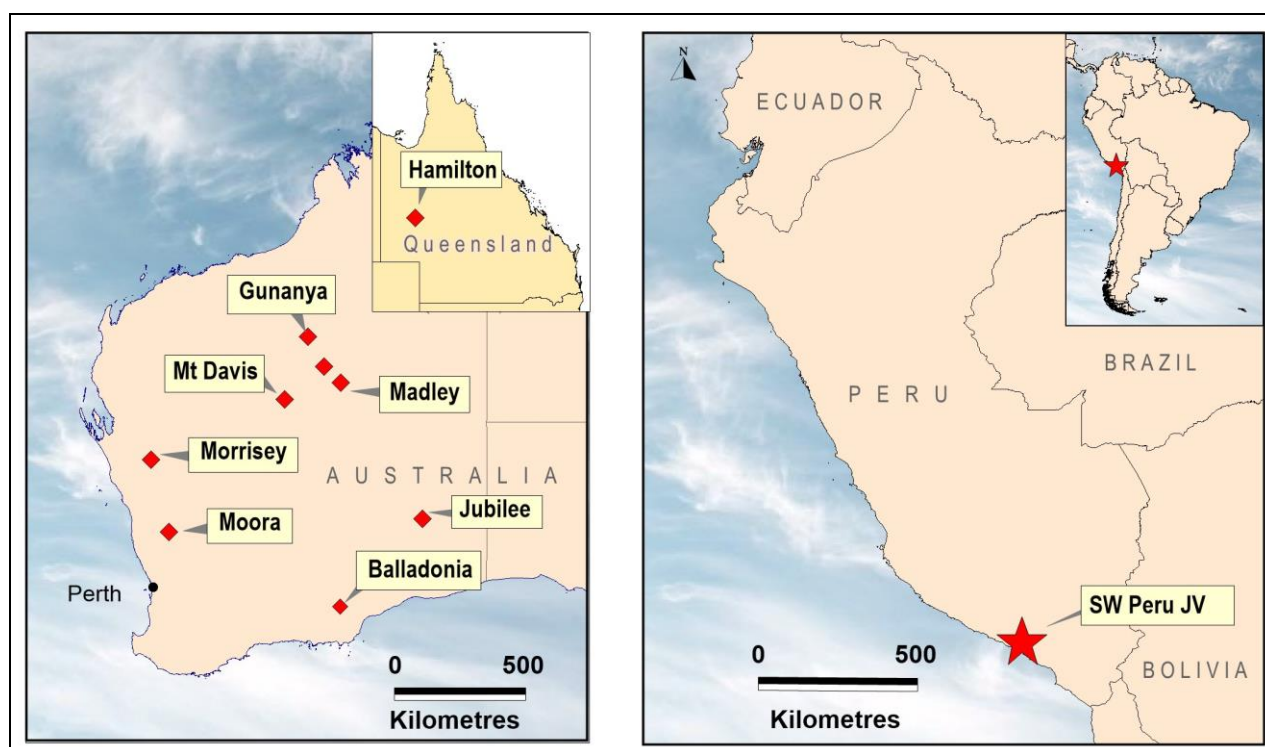 Hamilton
Queensland
Gunanya
Mt Davis
Madley
Morrisey
AUSTRALIA
Jubilee
Moora
Balladonia
Perth
0 500
Kilometres
N
ECUADOR
BRAZIL
PERU
SW Peru JV
BOLIVIA
0 500
Kilometres